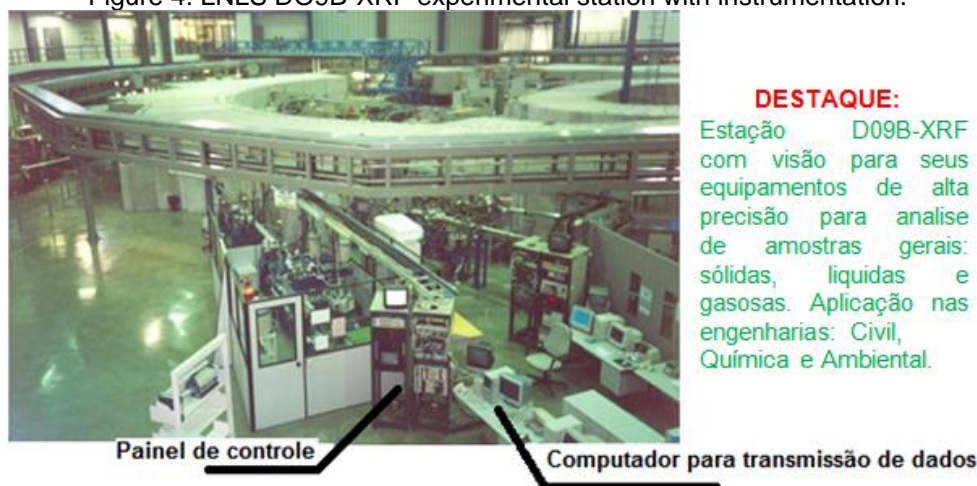 Figure 4: LNLS DO9B-XRF experimental station with instrumentation.
DESTAQUE:
Estação D09B-XRF
com visão para seus
equipamentos de alta
precisão para analise
de amostras gerais:
sólidas, liquidas e
gasosas. Aplicação nas
engenharias: Civil,
Química e Ambiental.
Painel de controle
Computador para transmissão de dados